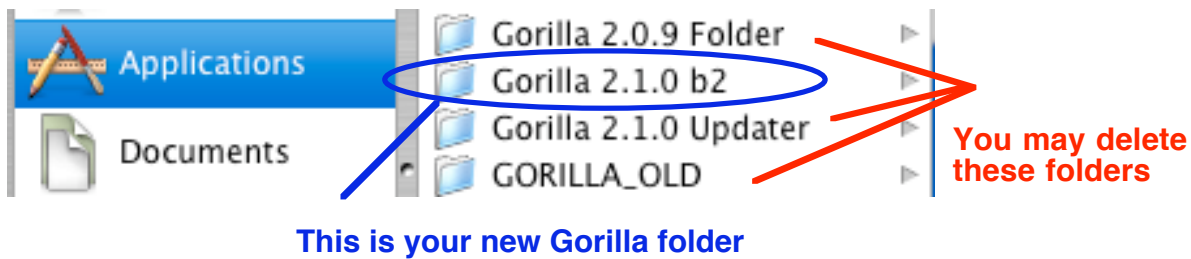 Applications
Documents
Gorilla 2.0.9 Folder
Gorilla 2.1.0 b2
Gorilla 2.1.0 Updater
GORILLA_OLD
You may delete
these folders
This is your new Gorilla folder